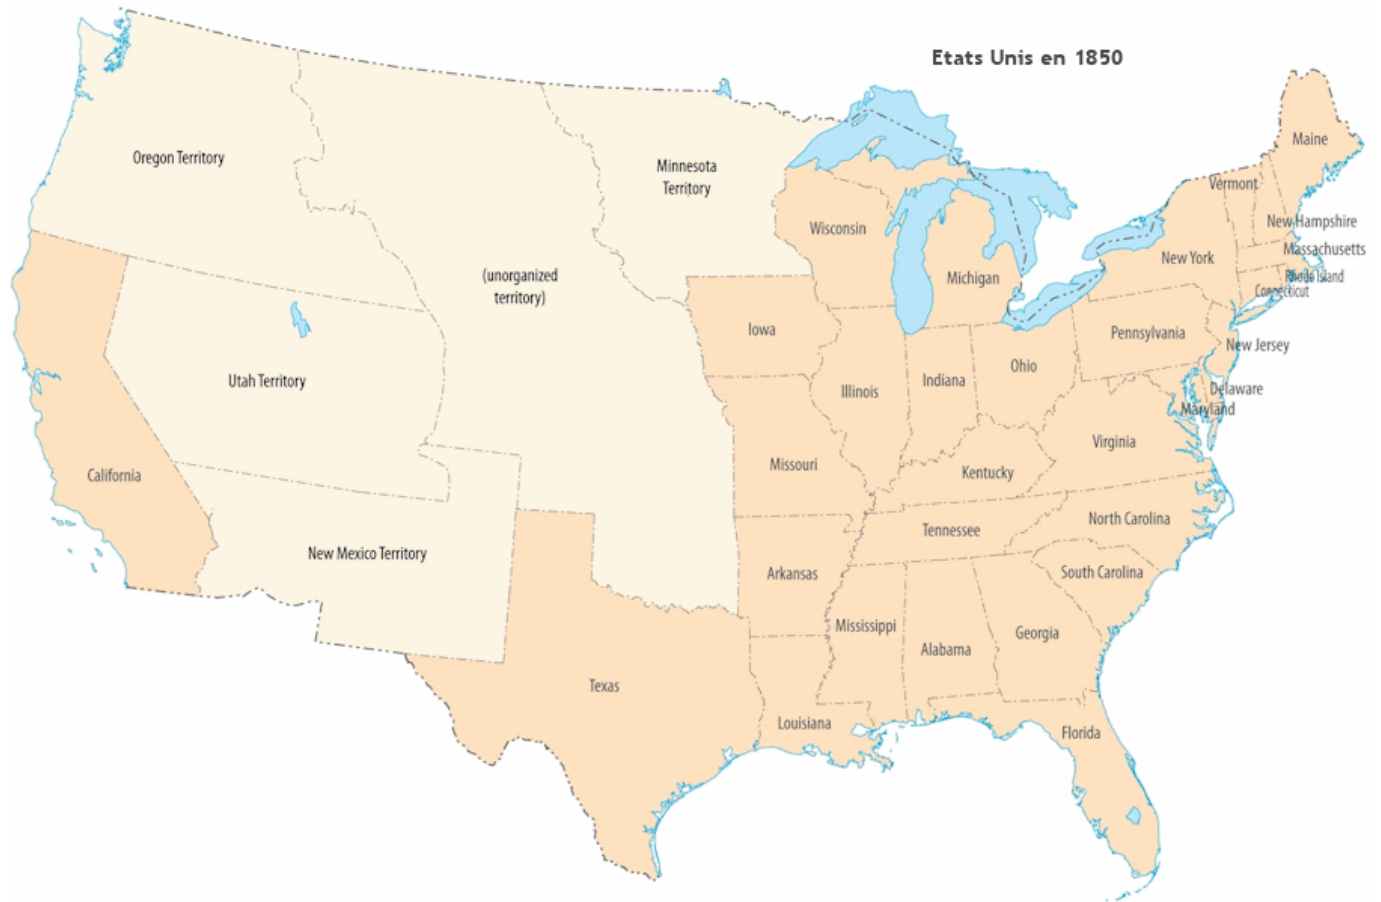 Etats Unis en 1850
Maine
Oregon Territory
Minnesota
Territory
Vermont
New Hampshire
Wisconsin
Massachusetts
New York
(unorganized
territory)
Michigan
Rhode Island
Connecticut
Iowa
Pennsylvania
New Jersey
Ohio
Utah Territory
Indiana
Illinois
Delaware
Maryland
Virginia
Missouri
Kentucky
California
North Carolina
Tennessee
New Mexico Territory
South Carolina
Arkansas
Mississippi
Georgia
Alabama
Texas
Louisiana
Florida